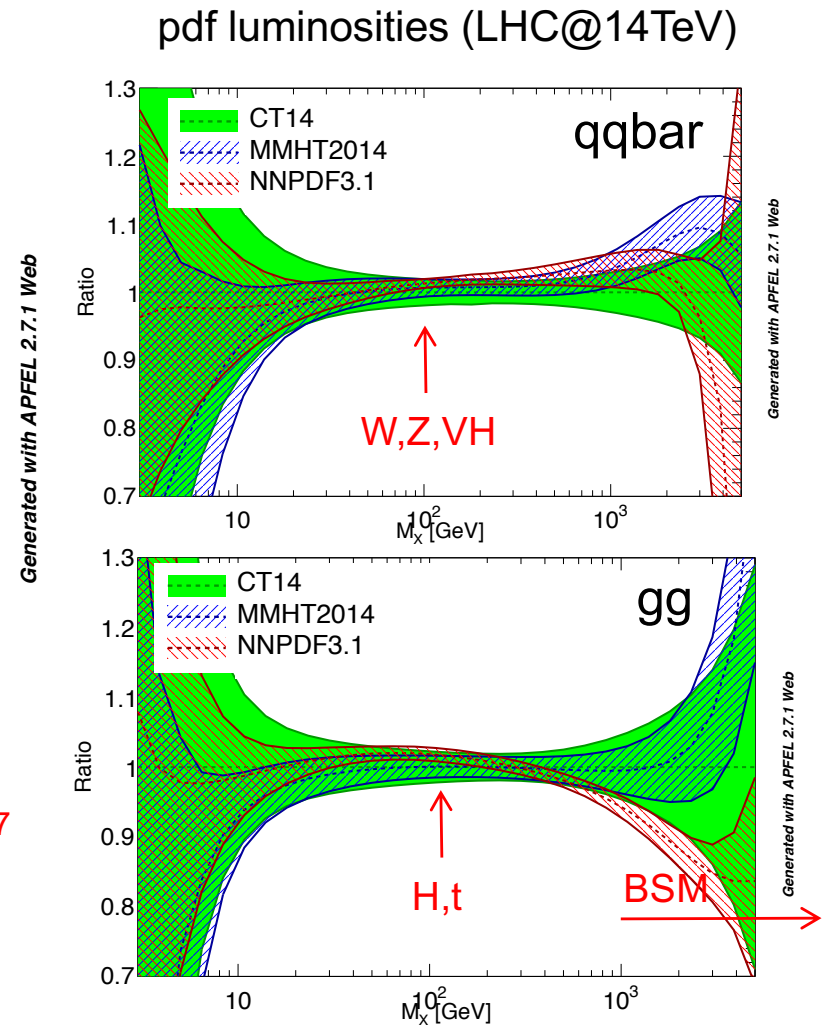 pdf luminosities (LHC@14TeV)
1.3
CT14
MMHT2014
NNPDF3.1
qqbar
1.2
1.1
1
0.9
0.8
0.7
Ratio
W,Z,VH
10
10²
10³
M_X [GeV]
Generated with APFEL 2.7.1 Web
Generated with APFEL 2.7.1 Web
1.3
CT14
MMHT2014
NNPDF3.1
gg
1.2
1.1
1
0.9
0.8
0.7
Ratio
7
H,t
BSM
10
10²
10³
M_X [GeV]
Generated with APFEL 2.7.1 Web